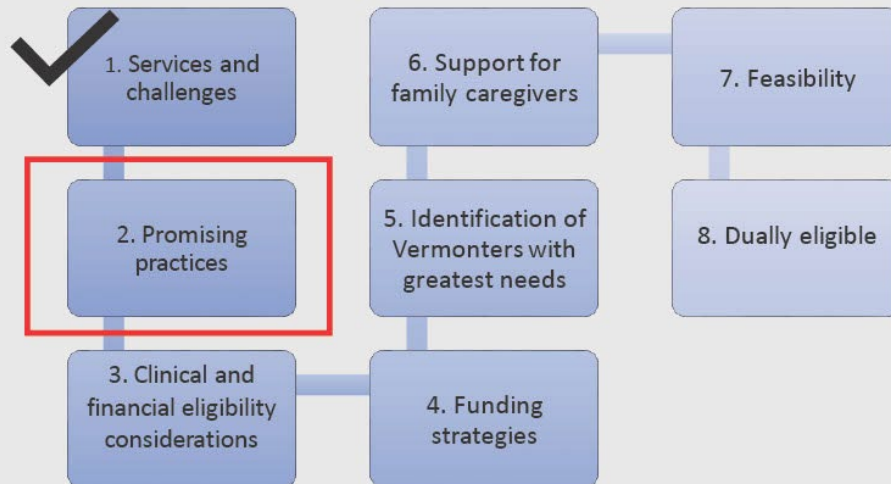 1. Services and
challenges
2. Promising
practices
3. Clinical and
financial eligibility
considerations
4. Funding
strategies
5. Identification of
Vermonters with
greatest needs
6. Support for
family caregivers
7. Feasibility
8. Dually eligible